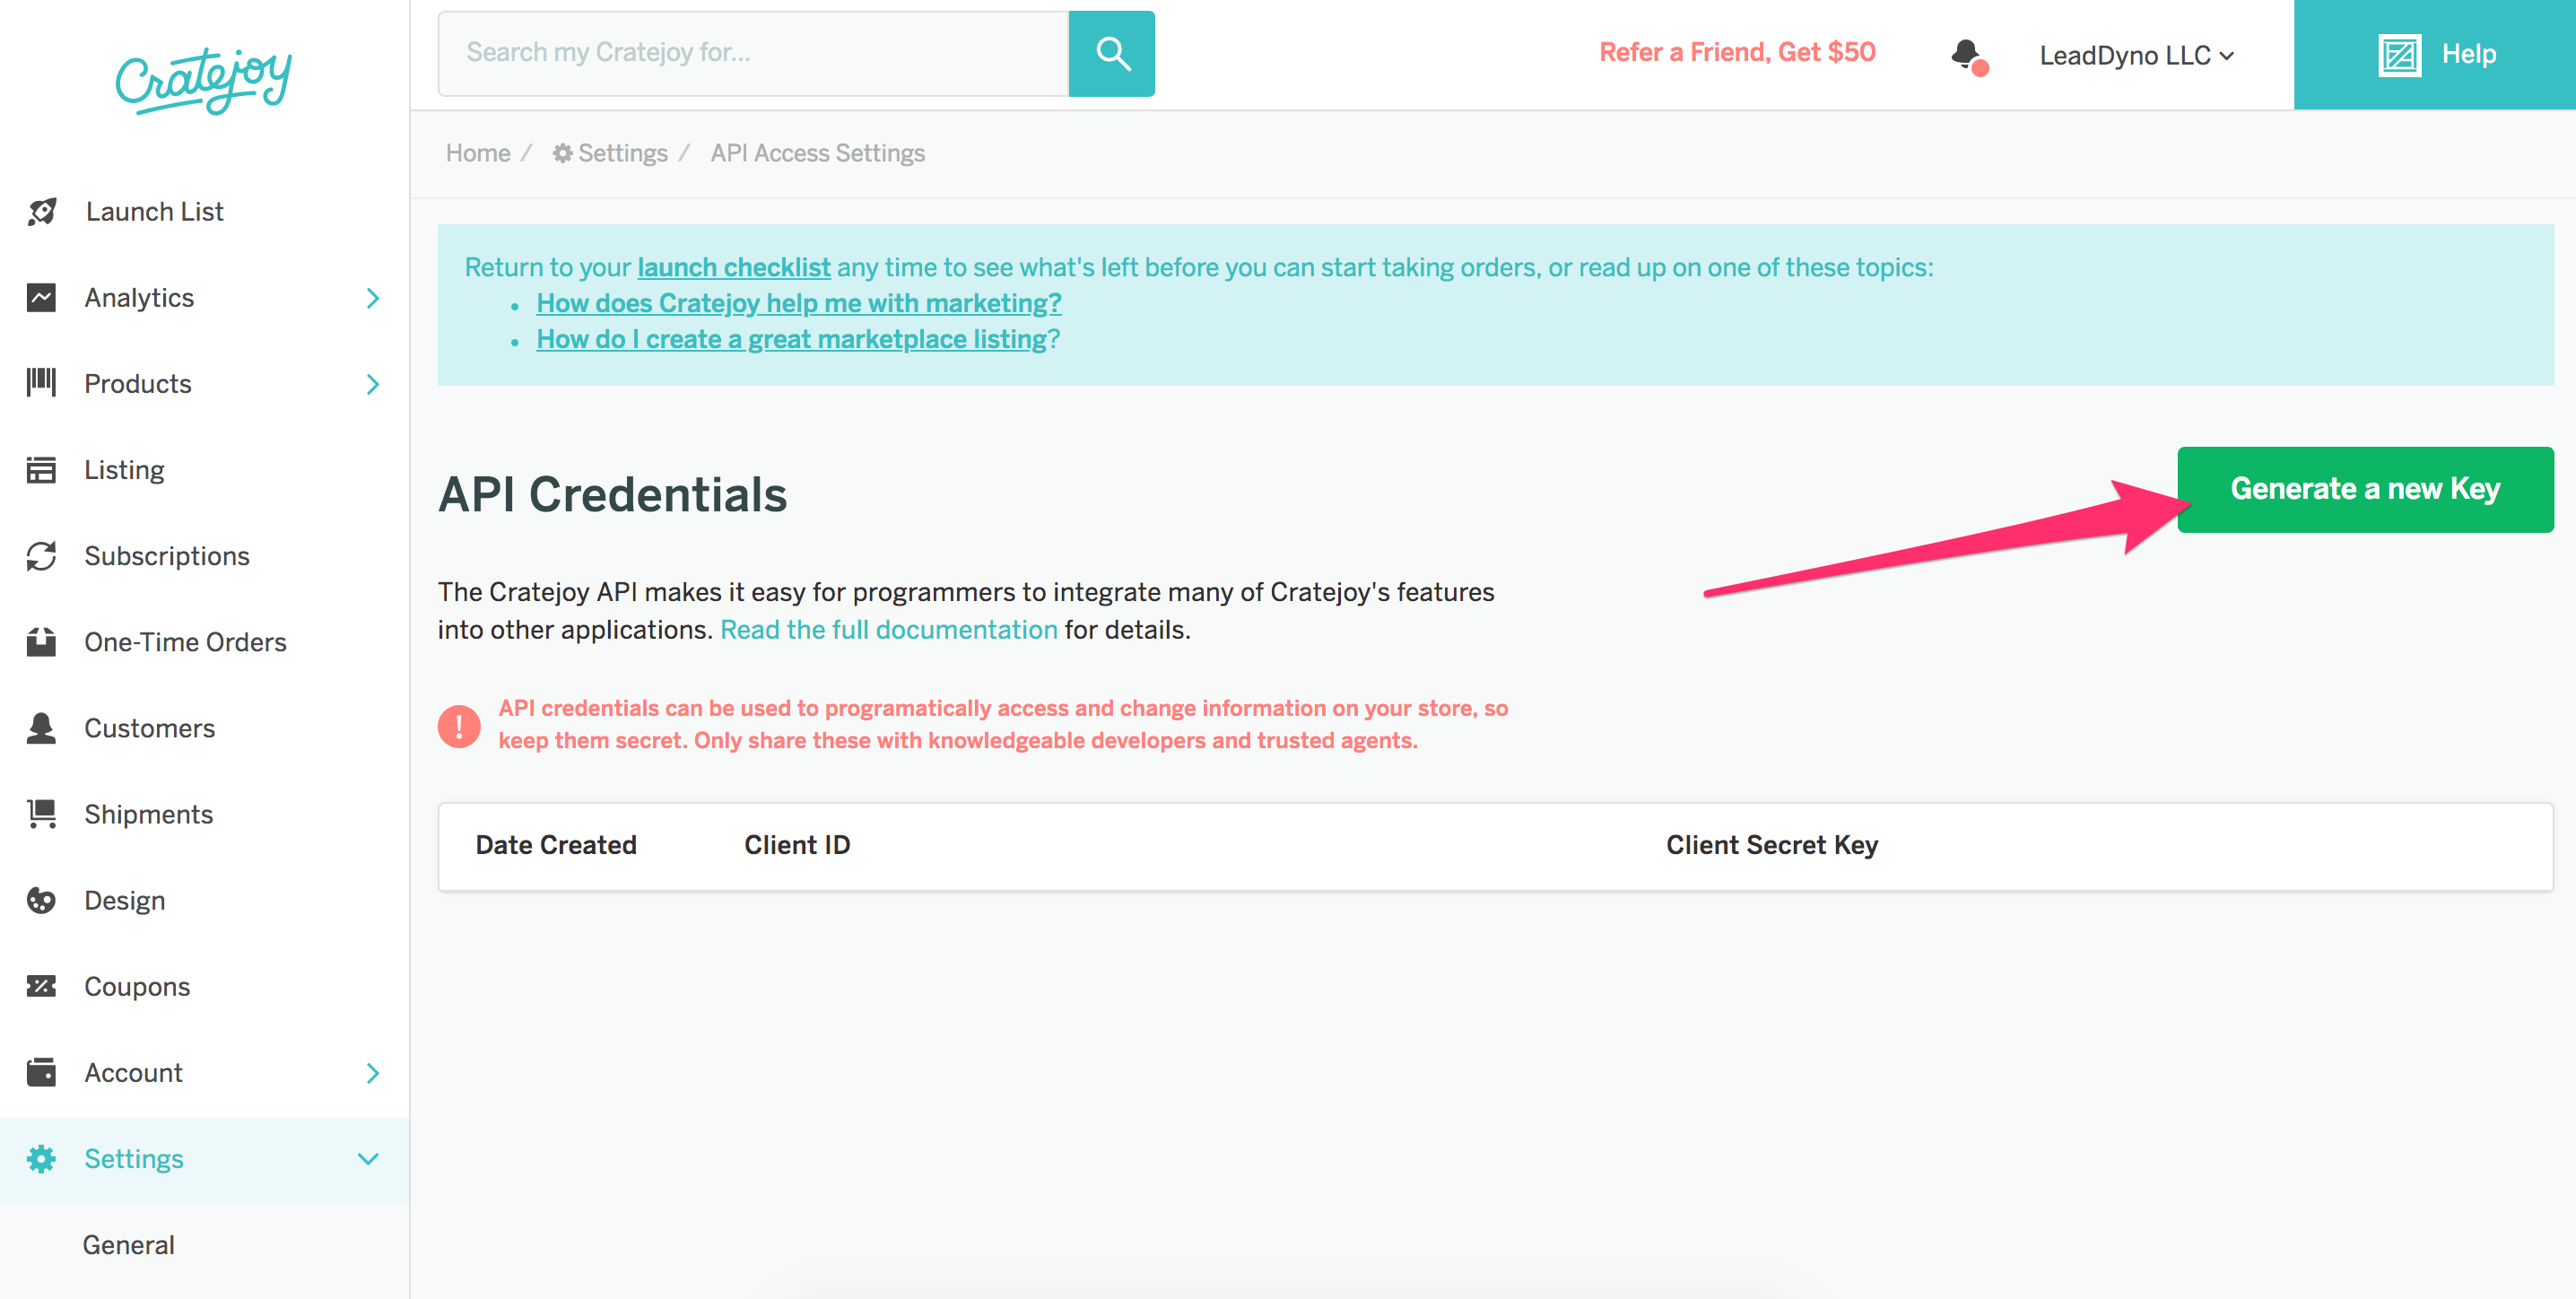 Cratejoy
Search my Cratejoy for...
Refer a Friend, Get $50
LeadDyno LLC
Help
Launch List
Analytics
Products
Listing
Subscriptions
One-Time Orders
Customers
Shipments
Design
Coupons
Account
Settings
General
Home / Settings / API Access Settings
Return to your launch checklist any time to see what's left before you can start taking orders, or read up on one of these topics:
• How does Cratejoy help me with marketing?
• How do I create a great marketplace listing?
API Credentials
Generate a new Key
The Cratejoy API makes it easy for programmers to integrate many of Cratejoy's features
into other applications. Read the full documentation for details.
! API credentials can be used to programatically access and change information on your store, so
keep them secret. Only share these with knowledgeable developers and trusted agents.
Date Created Client ID Client Secret Key